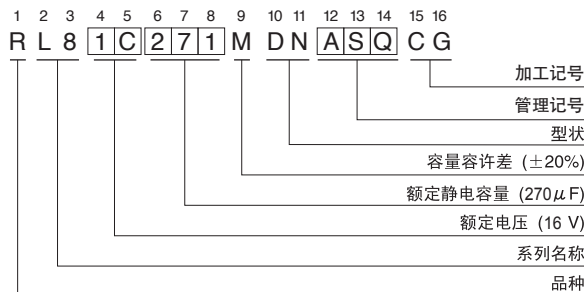 1 2 3 4 5 6 7 8 9 10 11 12 13 14 15 16
R L 8 1 C 2 7 1 M D N A S Q C G
加工记号
管理记号
型状
容量容许差 (±20%)
额定静电容量 (270μF)
额定电压 (16 V)
系列名称
品种